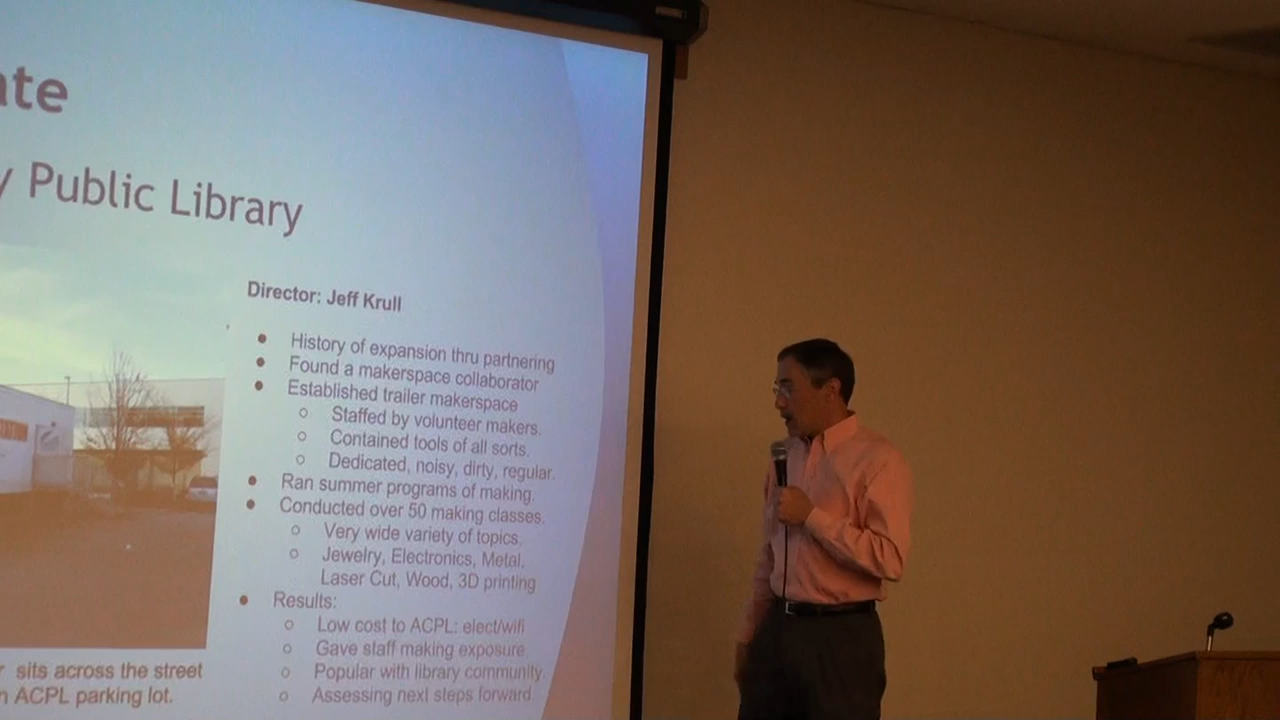 ate
y Public Library
Director: Jeff Krull
History of expansion thru partnering
Found a makerspace collaborator
Established trailer makerspace
Staffed by volunteer makers.
Contained tools of all sorts.
Dedicated, noisy, dirty, regular.
Ran summer programs of making.
Conducted over 50 making classes.
Very wide variety of topics.
Jewelry, Electronics, Metal,
Laser Cut, Wood, 3D printing
Results:
Low cost to ACPL: elect/wifi
Gave staff making exposure
Popular with library community.
Assessing next steps forward.
r sits across the street
n ACPL parking lot.